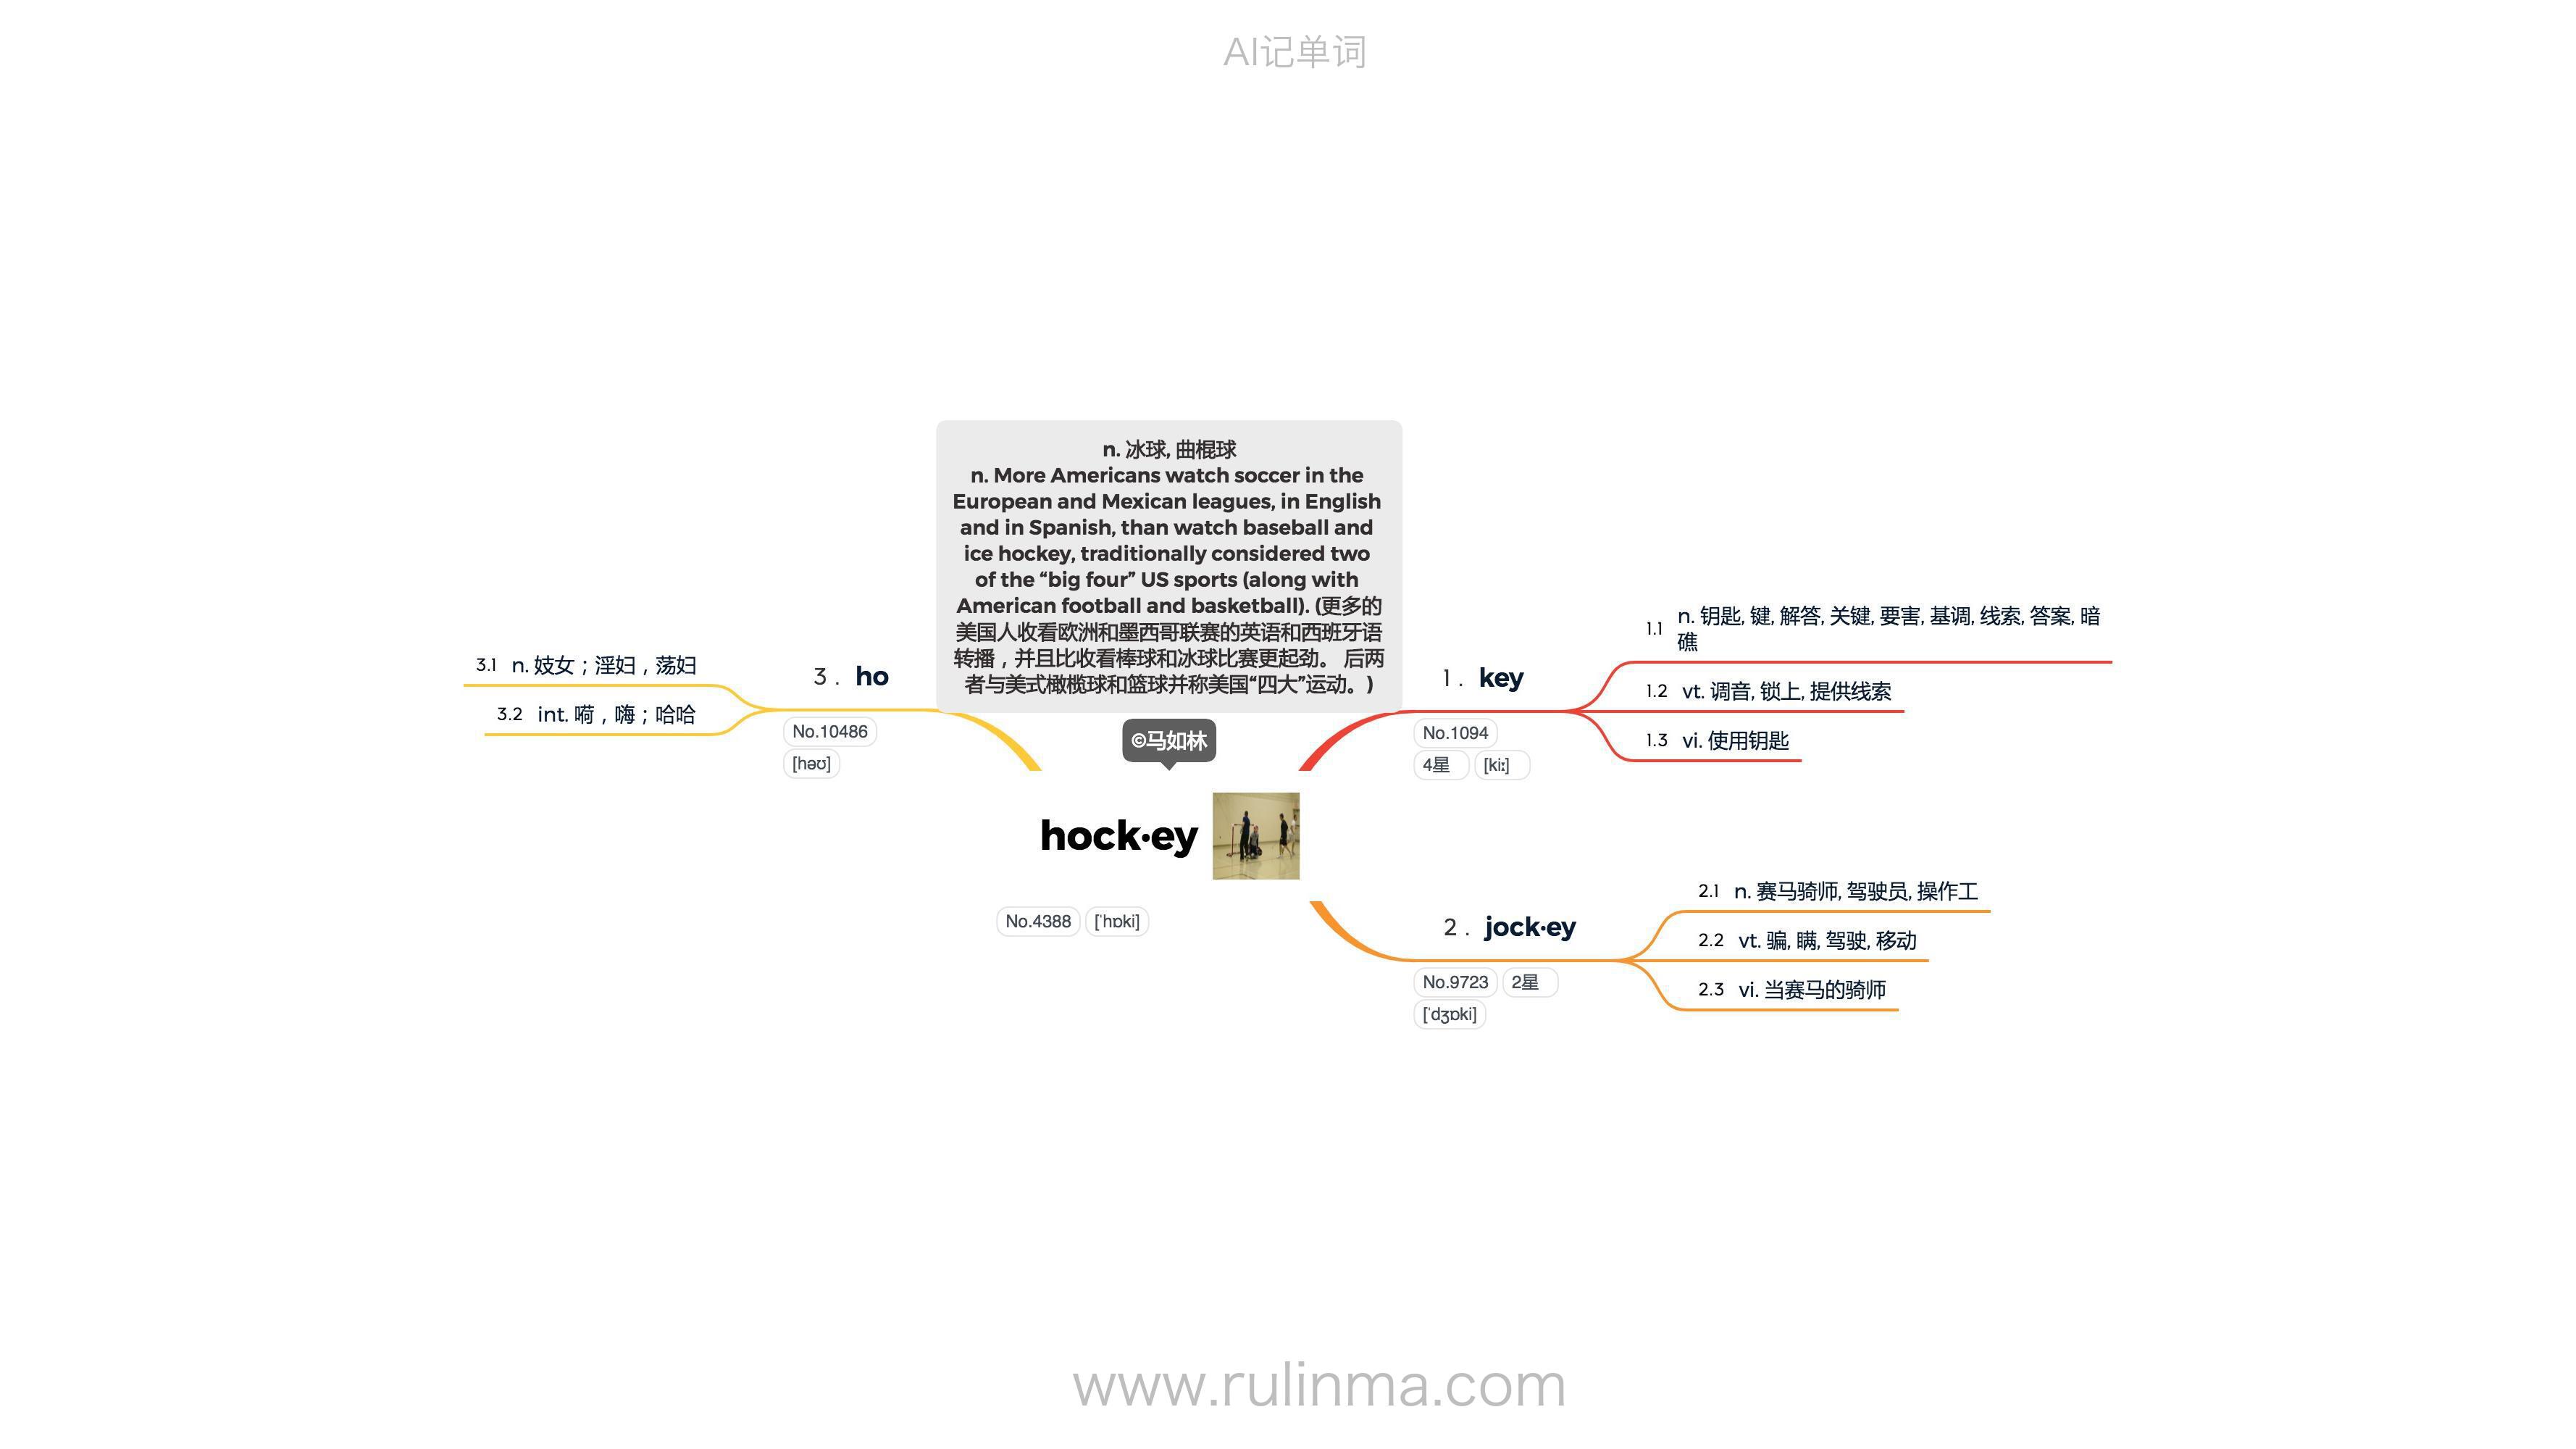 AI记单词
n. 冰球, 曲棍球
n. More Americans watch soccer in the
European and Mexican leagues, in English
and in Spanish, than watch baseball and
ice hockey, traditionally considered two
of the “big four” US sports (along with
American football and basketball). (更多的
美国人收看欧洲和墨西哥联赛的英语和西班牙语
转播，并且比收看棒球和冰球比赛更起劲。 后两
者与美式橄榄球和篮球并称美国“四大”运动。)
©马如林
hock·ey
No.4388 [ˈhɒki]
1. key
No.1094
4星 [kiː]
1.1 n. 钥匙, 键, 解答, 关键, 要害, 基调, 线索, 答案, 暗
礁
1.2 vt. 调音, 锁上, 提供线索
1.3 vi. 使用钥匙
2. jock·ey
No.9723 2星
[ˈdʒɒki]
2.1 n. 赛马骑师, 驾驶员, 操作工
2.2 vt. 骗, 瞒, 驾驶, 移动
2.3 vi. 当赛马的骑师
3. ho
No.10486
[həʊ]
3.1 n. 妓女；淫妇，荡妇
3.2 int. 嗬，嗨；哈哈
www.rulinma.com